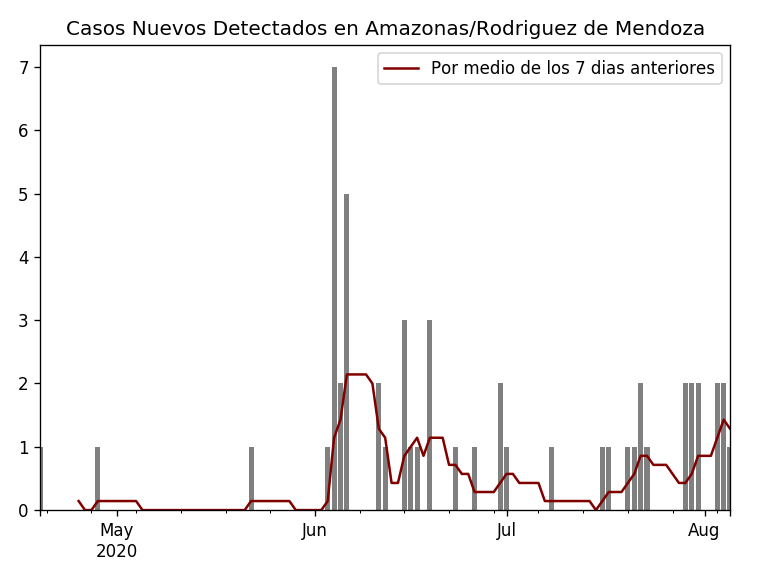 Casos Nuevos Detectados en Amazonas/Rodriguez de Mendoza
Por medio de los 7 dias anteriores
7
6
5
4
3
2
1
0
May
2020
Jun
Jul
Aug